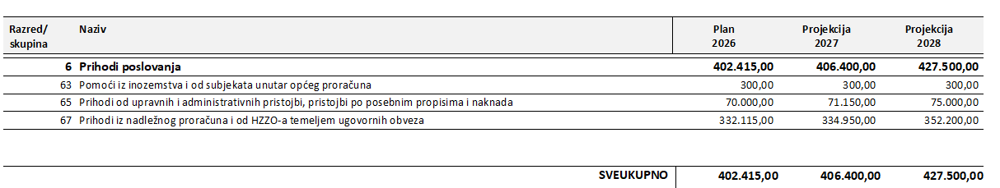 Razred/ skupina Naziv Plan 2026 Projekcija 2027 Projekcija 2028
6 Prihodi poslovanja 402.415,00 406.400,00 427.500,00
63 Pomoći iz inozemstva i od subjekata unutar općeg proračuna 300,00 300,00 300,00
65 Prihodi od upravnih i administrativnih pristojbi, pristojbi po posebnim propisima i naknada 70.000,00 71.150,00 75.000,00
67 Prihodi iz nadležnog proračuna i od HZZO-a temeljem ugovornih obveza 332.115,00 334.950,00 352.200,00
SVEUKUPNO 402.415,00 406.400,00 427.500,00